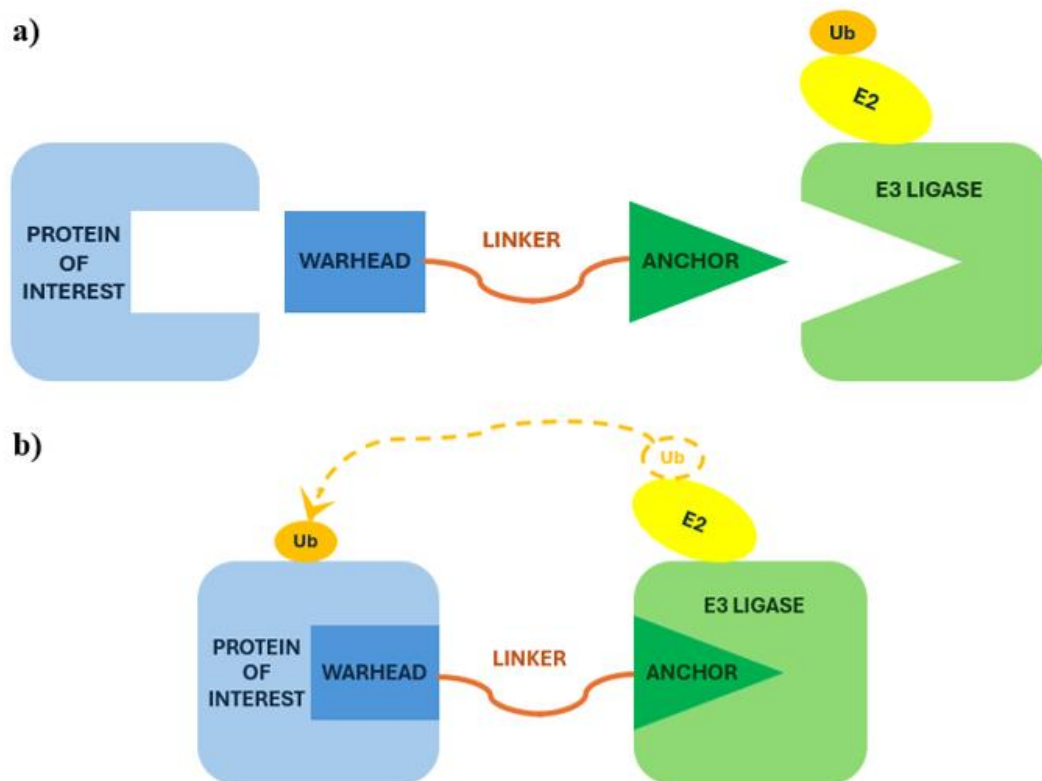 a)
Ub
E2
E3 LIGASE
PROTEIN
OF
INTEREST
WARHEAD
LINKER
ANCHOR
b)
Ub
E2
Ub
E3 LIGASE
PROTEIN
OF
INTEREST
WARHEAD
LINKER
ANCHOR